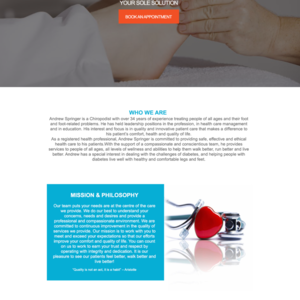 YOUR SOLE SOLUTION
BOOK AN APPOINTMENT
WHO WE ARE
Andrew Springer is a Chiropodist with over 34 years of experience treating people of all ages and their foot
and foot-related problems. He has held leadership positions in the profession, in health care management
and in education. His interest and focus is in quality and innovative patient care that makes a difference to
his patient's comfort, health and quality of life.
As a registered health professional, Andrew Springer is committed to providing safe, effective and ethical
health care to his patients.With the support of a compassionate and conscientious team, he provides
services to people of all ages, all levels of wellness and abilities to help them walk better, run better and live
better. Andrew has a special interest in dealing with the challenges of diabetes, and helping people with
diabetes live well with healthy and comfortable legs and feet.
MISSION & PHILOSOPHY
Our team puts your needs are at the centre of the care
we provide. We do our best to understand your
concerns, needs and desires and provide a
professional and compassionate environment. We are
committed to continuous improvement in the quality of
services we provide. Our mission is to work with you to
meet and exceed your expectations so that our efforts
improve your comfort and quality of life. You can count
on us to work to earn your trust and respect by
operating with integrity and dedication. It is our
pleasure to see our patients feel better, walk better and
live better!
"Quality is not an act, it is a habit" - Aristotle